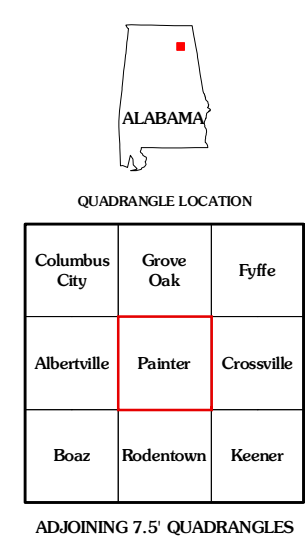 ALABAMA
QUADRANGLE LOCATION
Columbus
City
Grove
Oak
Fyffe
Albertville
Painter
Crossville
Boaz
Rodentown
Keener
ADJOINING 7.5' QUADRANGLES